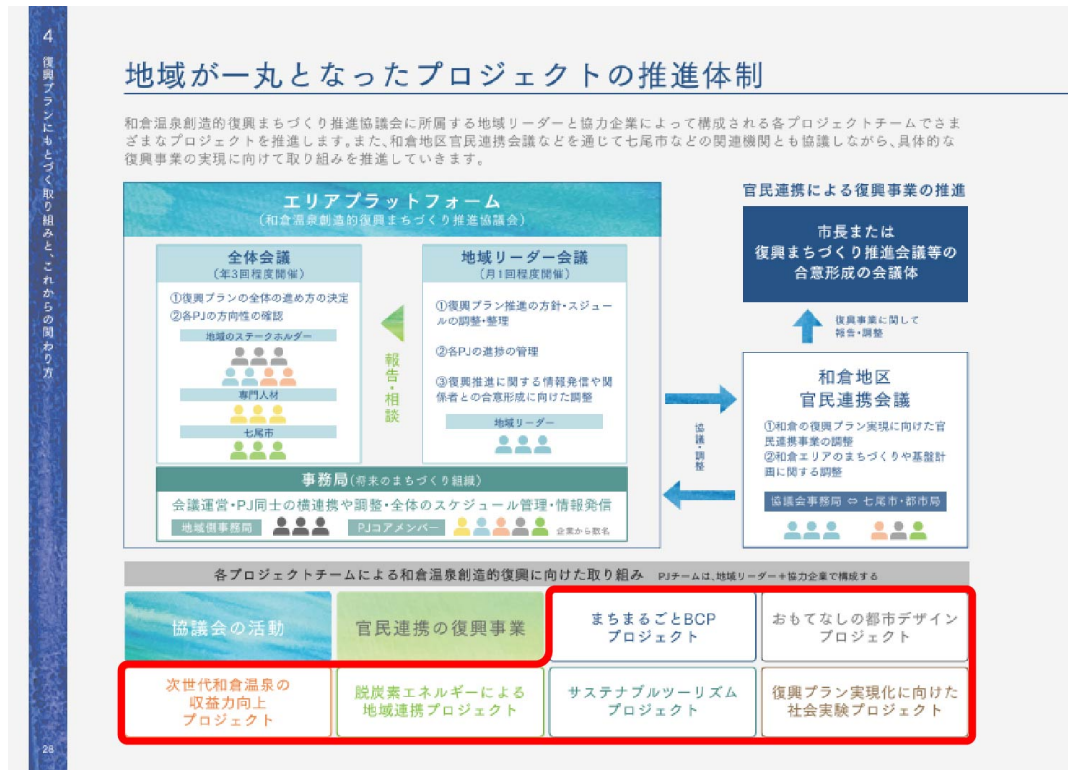 4
復興プランにもとづく取り組みと、これからの関わり方
地域が一丸となったプロジェクトの推進体制
和倉温泉創造的復興まちづくり推進協議会に所属する地域リーダーと協力企業によって構成される各プロジェクトチームでさま
ざまなプロジェクトを推進します。また、和倉地区官民連携会議などを通じて七尾市などの関連機関とも協議しながら、具体的な
復興事業の実現に向けて取り組みを推進していきます。
エリアプラットフォーム
(和倉温泉創造的復興まちづくり推進協議会)
全体会議
(年3回程度開催)
①復興プランの全体の進め方の決定
②各PJの方向性の確認
地域のステークホルダー
専門人材
七尾市
報告・相談
地域リーダー会議
(月1回程度開催)
①復興プラン推進の方針・スジュー
ルの調整・整理
②各PJの進捗の管理
③復興推進に関する情報発信や関
係者との合意形成に向けた調整
地域リーダー
事務局(将来のまちづくり組織)
会議運営・PJ同士の横連携や調整・全体のスケジュール管理・情報発信
地域側事務局
PJコアメンバー
企業から数名
協議・調整
官民連携による復興事業の推進
市長または
復興まちづくり推進会議等の
合意形成の会議体
復興事業に関して
報告・調整
和倉地区
官民連携会議
①和倉の復興プラン実現に向けた官
民連携事業の調整
②和倉エリアのまちづくりや基盤計
画に関する調整
協議会事務局 ⇔ 七尾市・都市局
各プロジェクトチームによる和倉温泉創造的復興に向けた取り組み PJチームは、地域リーダー+協力企業で構成する
協議会の活動
官民連携の復興事業
まちまるごとBCP
プロジェクト
おもてなしの都市デザイン
プロジェクト
次世代和倉温泉の
収益力向上
プロジェクト
脱炭素エネルギーによる
地域連携プロジェクト
サステナブルツーリズム
プロジェクト
復興プラン実現化に向けた
社会実験プロジェクト
28